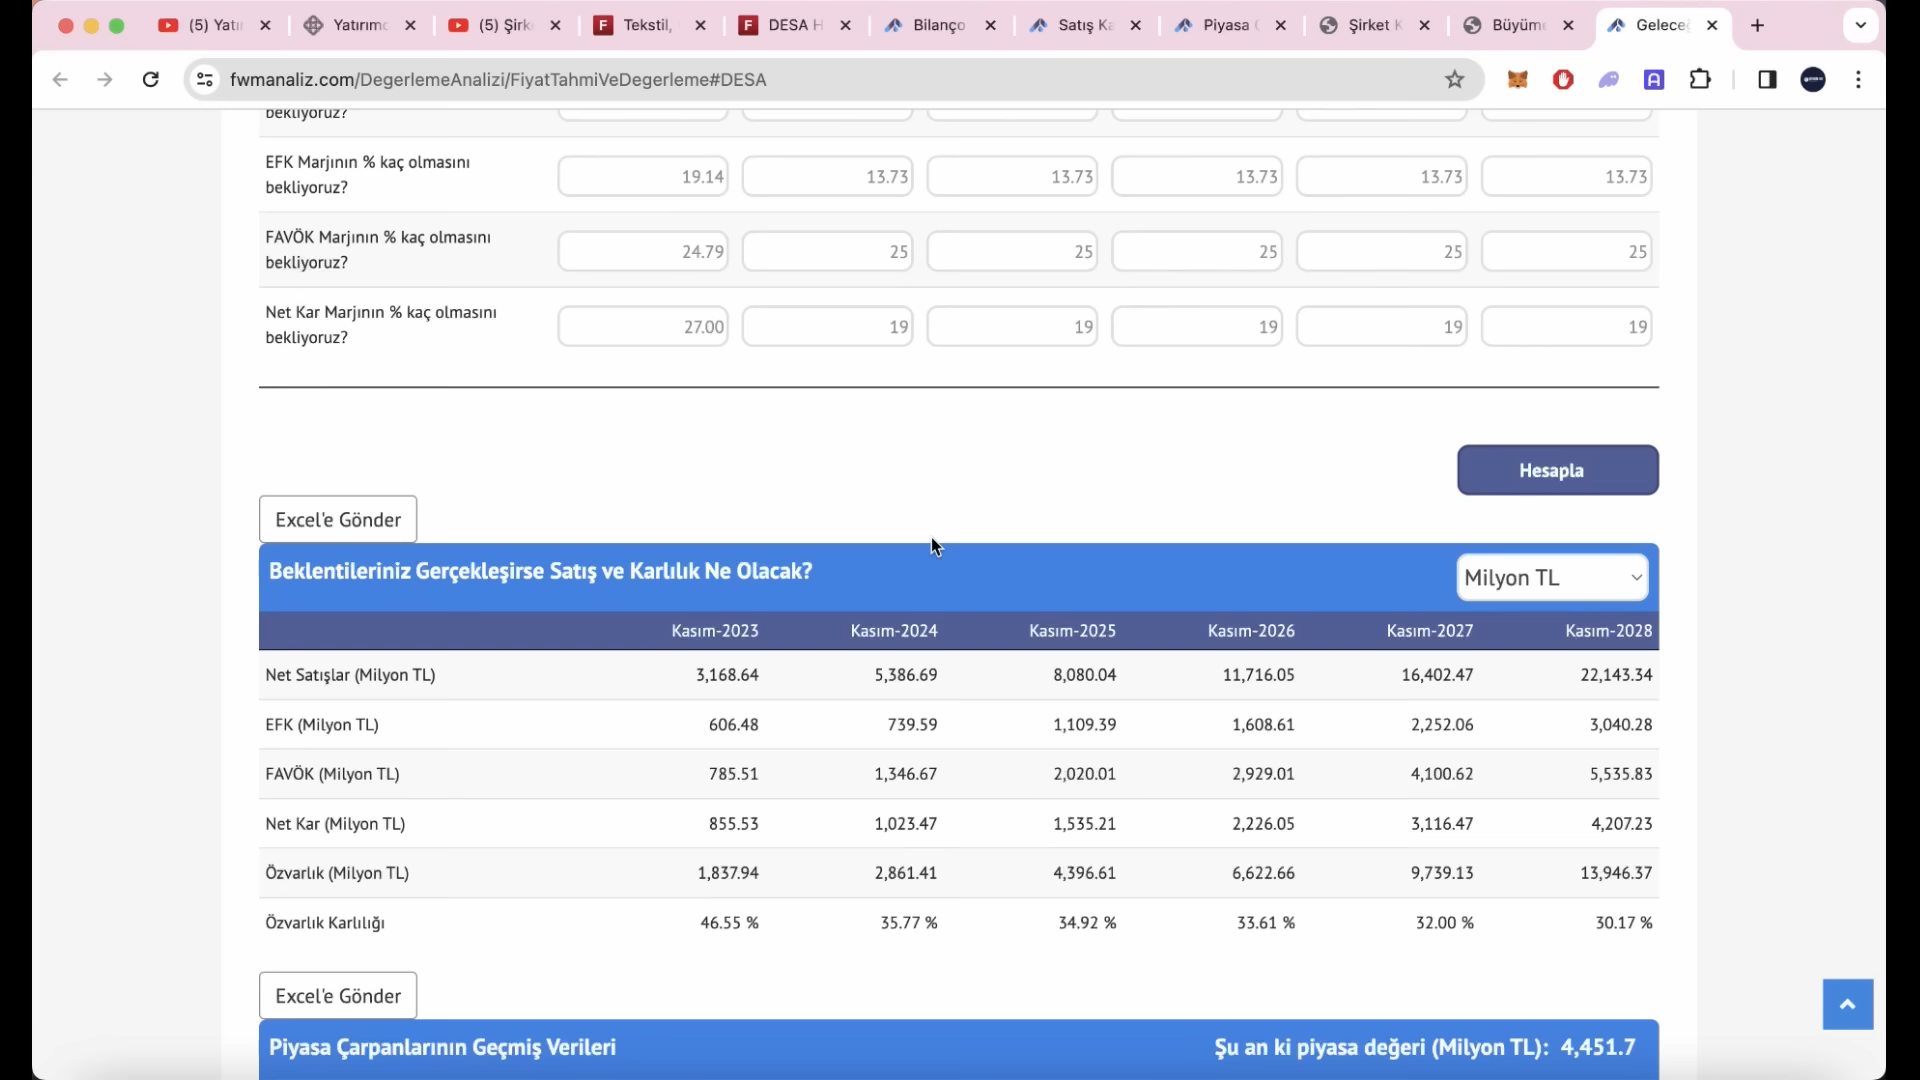 (5) Yatır
Yatırımc
(5) Şirk
Tekstil,
DESA H
Bilanço
Satış Ka
Piyasa
Şirket K
Büyüm
Gelece
fwmanaliz.com/DegerlemeAnalizi/FiyatTahmiVeDegerleme#DESA
bekliyoruz?
EFK Marjının % kaç olmasını
bekliyoruz?
19.14 13.73 13.73 13.73 13.73 13.73
FAVÖK Marjının % kaç olmasını
bekliyoruz?
24.79 25 25 25 25 25
Net Kar Marjının % kaç olmasını
bekliyoruz?
27.00 19 19 19 19 19
Hesapla
Excel'e Gönder
Beklentileriniz Gerçekleşirse Satış ve Karlılık Ne Olacak?
Milyon TL
Kasım-2023 Kasım-2024 Kasım-2025 Kasım-2026 Kasım-2027 Kasım-2028
Net Satışlar (Milyon TL) 3,168.64 5,386.69 8,080.04 11,716.05 16,402.47 22,143.34
EFK (Milyon TL) 606.48 739.59 1,109.39 1,608.61 2,252.06 3,040.28
FAVÖK (Milyon TL) 785.51 1,346.67 2,020.01 2,929.01 4,100.62 5,535.83
Net Kar (Milyon TL) 855.53 1,023.47 1,535.21 2,226.05 3,116.47 4,207.23
Özvarlık (Milyon TL) 1,837.94 2,861.41 4,396.61 6,622.66 9,739.13 13,946.37
Özvarlık Karlılığı 46.55 % 35.77 % 34.92 % 33.61 % 32.00 % 30.17 %
Excel'e Gönder
Piyasa Çarpanlarının Geçmiş Verileri
Şu an ki piyasa değeri (Milyon TL): 4,451.7